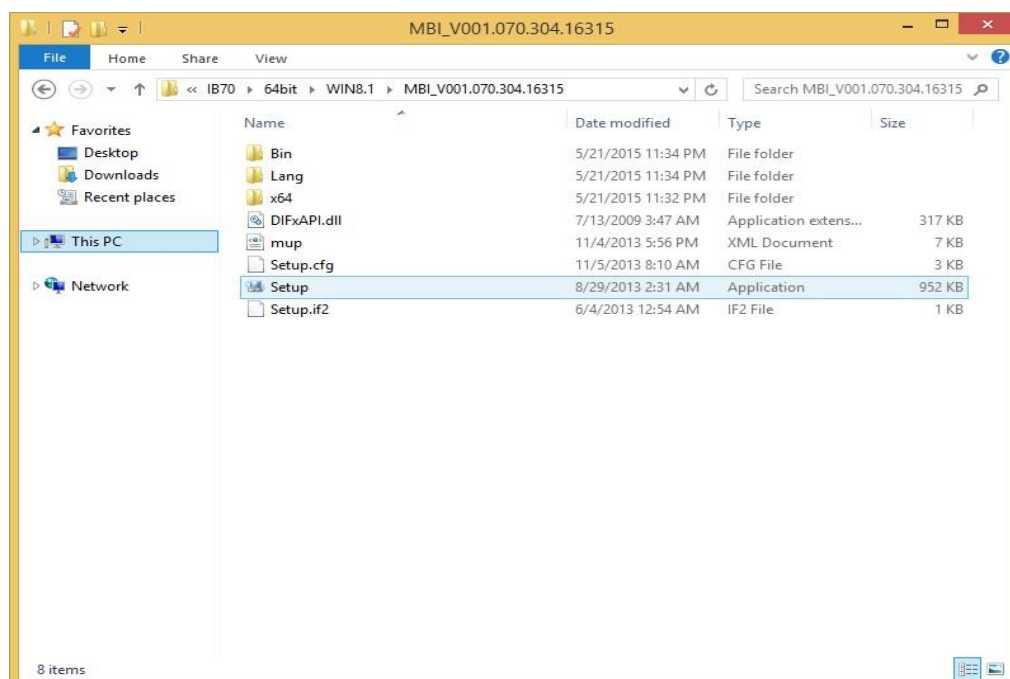 MBI_V001.070.304.16315
File Home Share View
« IB70 64bit WIN8.1 MBI_V001.070.304.16315 Search MBI_V001.070.304.16315
Name Date modified Type Size
Favorites
Desktop
Downloads
Recent places
This PC
Network
Bin 5/21/2015 11:34 PM File folder
Lang 5/21/2015 11:34 PM File folder
x64 5/21/2015 11:32 PM File folder
DIFxAPI.dll 7/13/2009 3:47 AM Application extens... 317 KB
mup 11/4/2013 5:56 PM XML Document 7 KB
Setup.cfg 11/5/2013 8:10 AM CFG File 3 KB
Setup 8/29/2013 2:31 AM Application 952 KB
Setup.if2 6/4/2013 12:54 AM IF2 File 1 KB
8 items